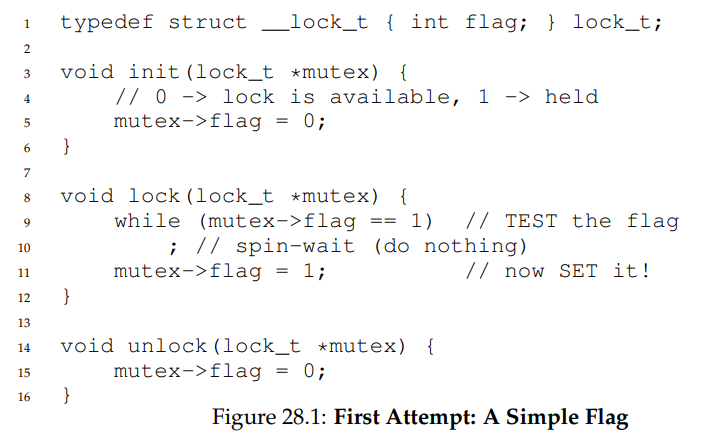 1 typedef struct __lock_t { int flag; } lock_t;
2
3 void init(lock_t *mutex) {
4 // 0 -> lock is available, 1 -> held
5 mutex->flag = 0;
6 }
7
8 void lock(lock_t *mutex) {
9 while (mutex->flag == 1) // TEST the flag
10 ; // spin-wait (do nothing)
11 mutex->flag = 1; // now SET it!
12 }
13
14 void unlock(lock_t *mutex) {
15 mutex->flag = 0;
16 }
Figure 28.1: First Attempt: A Simple Flag